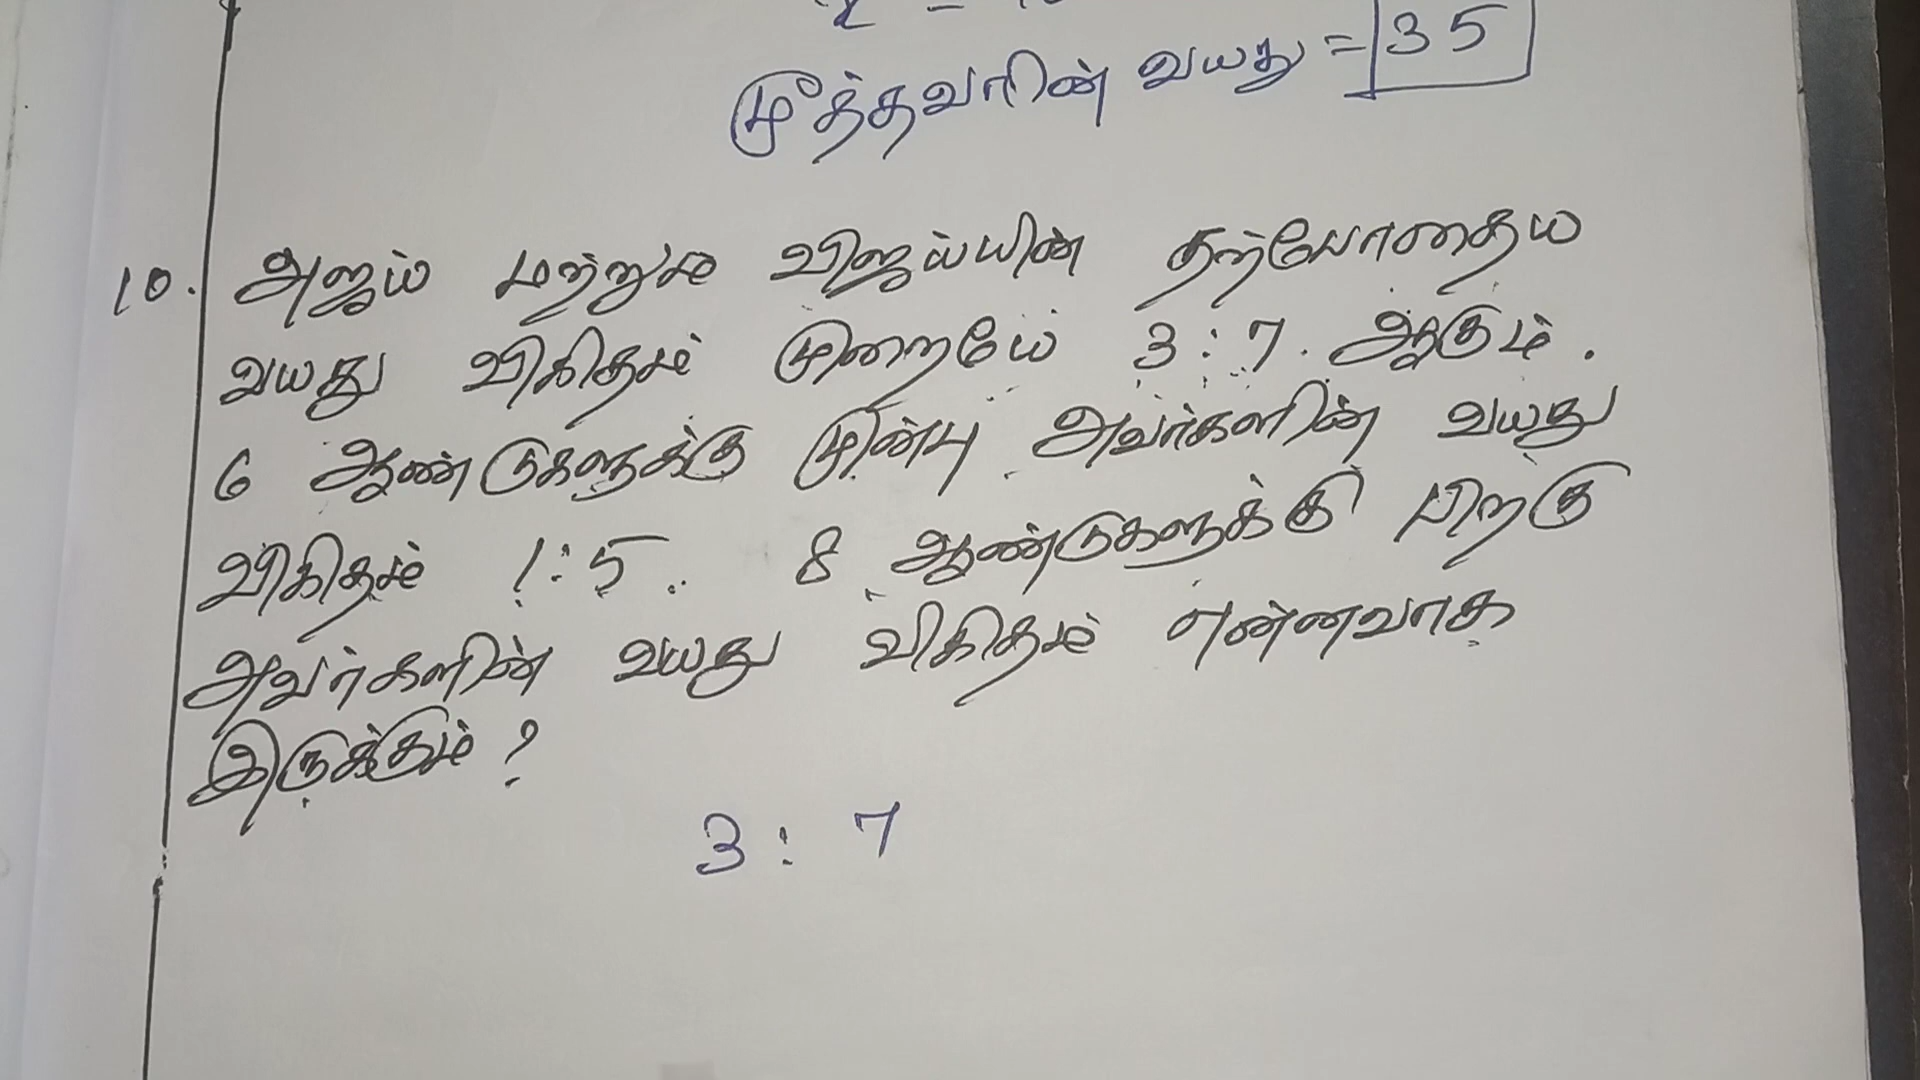 மூத்தவரின் வயது = 35
10. அஜய் மற்றும் விஜய்யின் தற்போதைய
வயது விகிதம் முறையே 3 : 7. ஆகும்.
6 ஆண்டுகளுக்கு முன்பு அவர்களின் வயது
விகிதம் 1 : 5. 8 ஆண்டுகளுக்கு பிறகு
அவர்களின் வயது விகிதம் என்னவாக
இருக்கும் ?
3 : 7